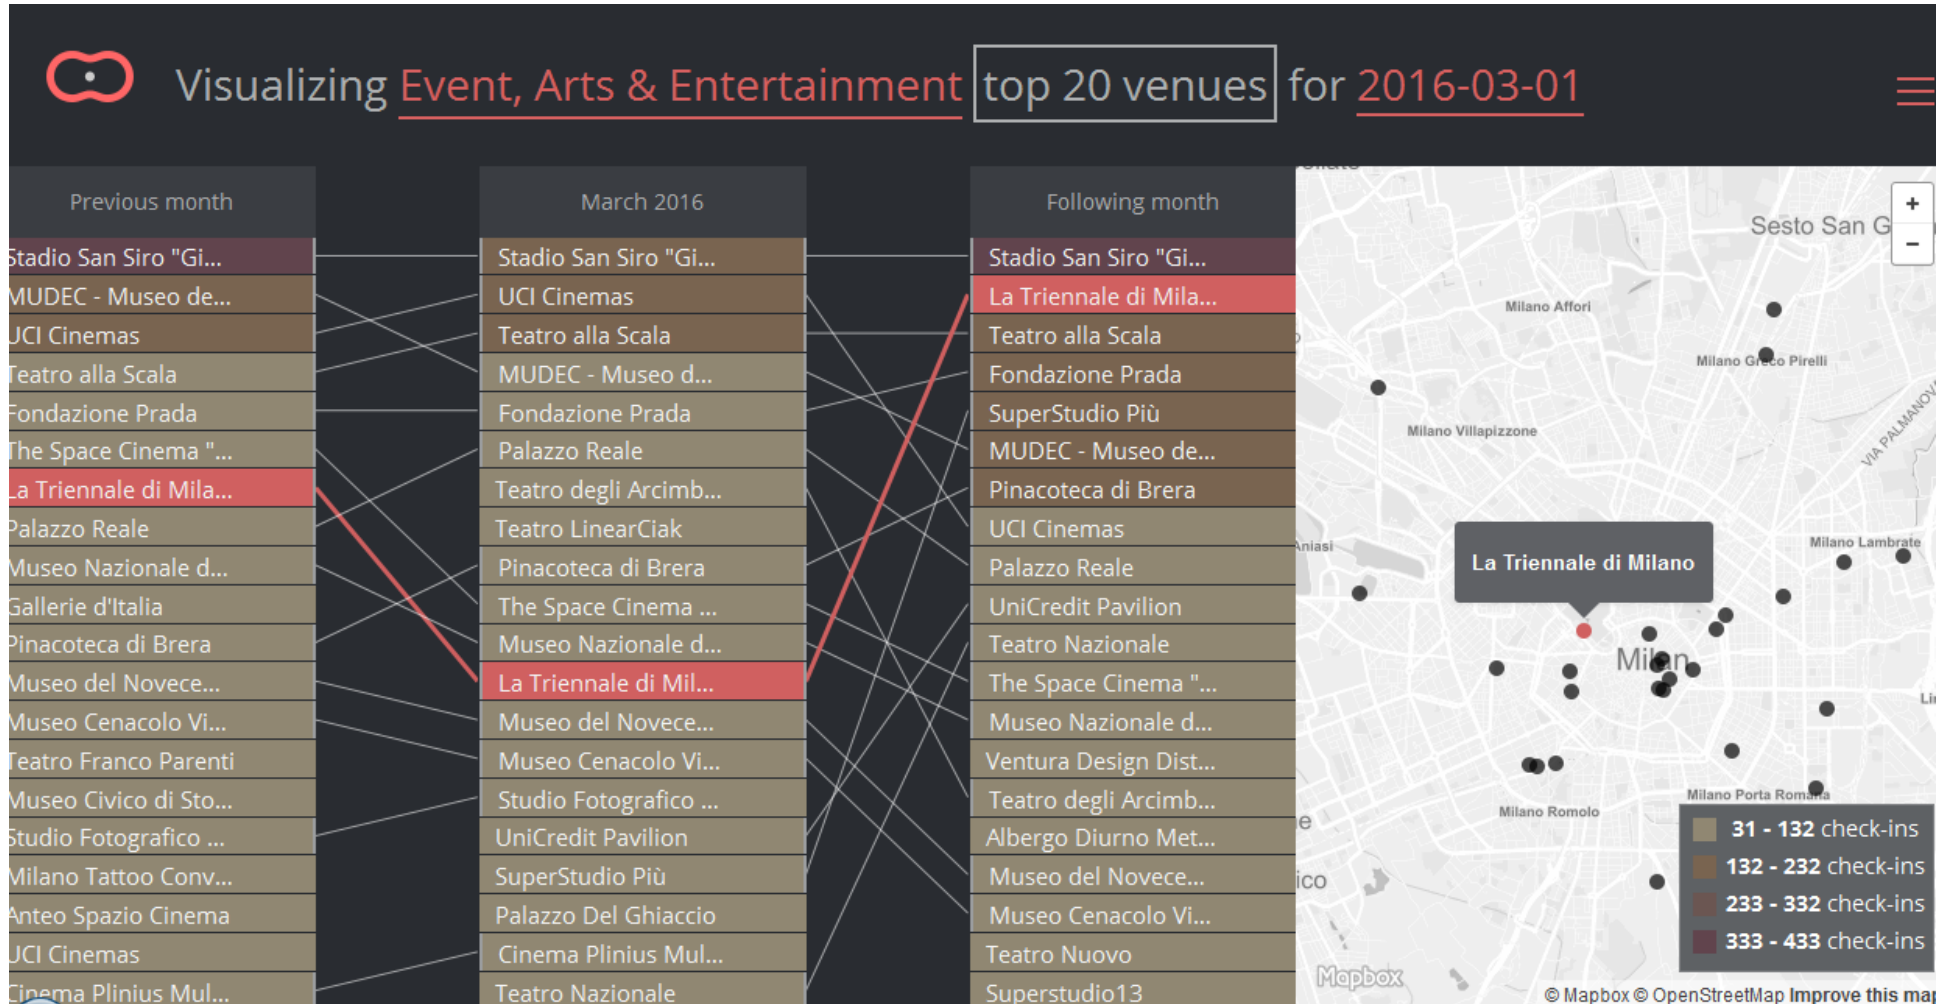 Visualizing Event, Arts & Entertainment top 20 venues for 2016-03-01
Previous month
Stadio San Siro "Gi...
MUDEC - Museo de...
UCI Cinemas
Teatro alla Scala
Fondazione Prada
The Space Cinema "...
La Triennale di Mila...
Palazzo Reale
Museo Nazionale d...
Gallerie d'Italia
Pinacoteca di Brera
Museo del Novece...
Museo Cenacolo Vi...
Teatro Franco Parenti
Museo Civico di Sto...
Studio Fotografico ...
Milano Tattoo Conv...
Anteo Spazio Cinema
UCI Cinemas
Cinema Plinius Mul...
March 2016
Stadio San Siro "Gi...
UCI Cinemas
Teatro alla Scala
MUDEC - Museo d...
Fondazione Prada
Palazzo Reale
Teatro degli Arcimb...
Teatro LinearCiak
Pinacoteca di Brera
The Space Cinema ...
Museo Nazionale d...
La Triennale di Mil...
Museo del Novece...
Museo Cenacolo Vi...
Studio Fotografico ...
UniCredit Pavilion
SuperStudio Più
Palazzo Del Ghiaccio
Cinema Plinius Mul...
Teatro Nazionale
Following month
Stadio San Siro "Gi...
La Triennale di Mila...
Teatro alla Scala
Fondazione Prada
SuperStudio Più
MUDEC - Museo de...
Pinacoteca di Brera
UCI Cinemas
Palazzo Reale
UniCredit Pavilion
Teatro Nazionale
The Space Cinema "...
Museo Nazionale d...
Ventura Design Dist...
Teatro degli Arcimb...
Albergo Diurno Met...
Museo del Novece...
Museo Cenacolo Vi...
Teatro Nuovo
Superstudio13
+
−
Sesto San G
Milano Affori
Milano Greco Pirelli
VIA PALMANOV
Milano Villapizzone
Aniasi
Milano Lambrate
La Triennale di Milano
Milan
Milano Porta Romana
Milano Romolo
31 - 132 check-ins
132 - 232 check-ins
233 - 332 check-ins
333 - 433 check-ins
Mapbox
© Mapbox © OpenStreetMap Improve this map